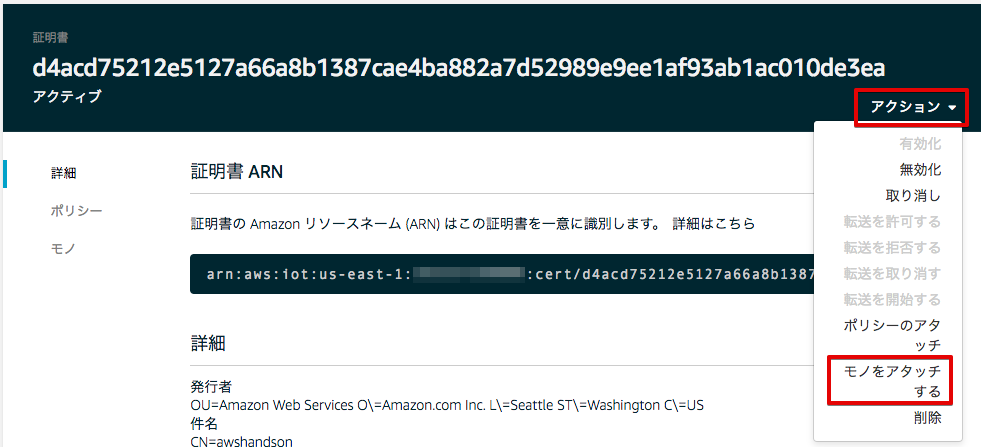 証明書
d4acd75212e5127a66a8b1387cae4ba882a7d52989e9ee1af93ab1ac010de3ea
アクティブ
アクション
有効化
無効化
取り消し
転送を許可する
転送を拒否する
転送を取り消す
転送を開始する
ポリシーのアタ
ッチ
モノをアタッチ
する
削除
詳細
ポリシー
モノ
証明書 ARN
証明書の Amazon リソースネーム (ARN) はこの証明書を一意に識別します。 詳細はこちら
arn:aws:iot:us-east-1: :cert/d4acd75212e5127a66a8b1387
詳細
発行者
OU=Amazon Web Services O\=Amazon.com Inc. L\=Seattle ST\=Washington C\=US
件名
CN=awshandson